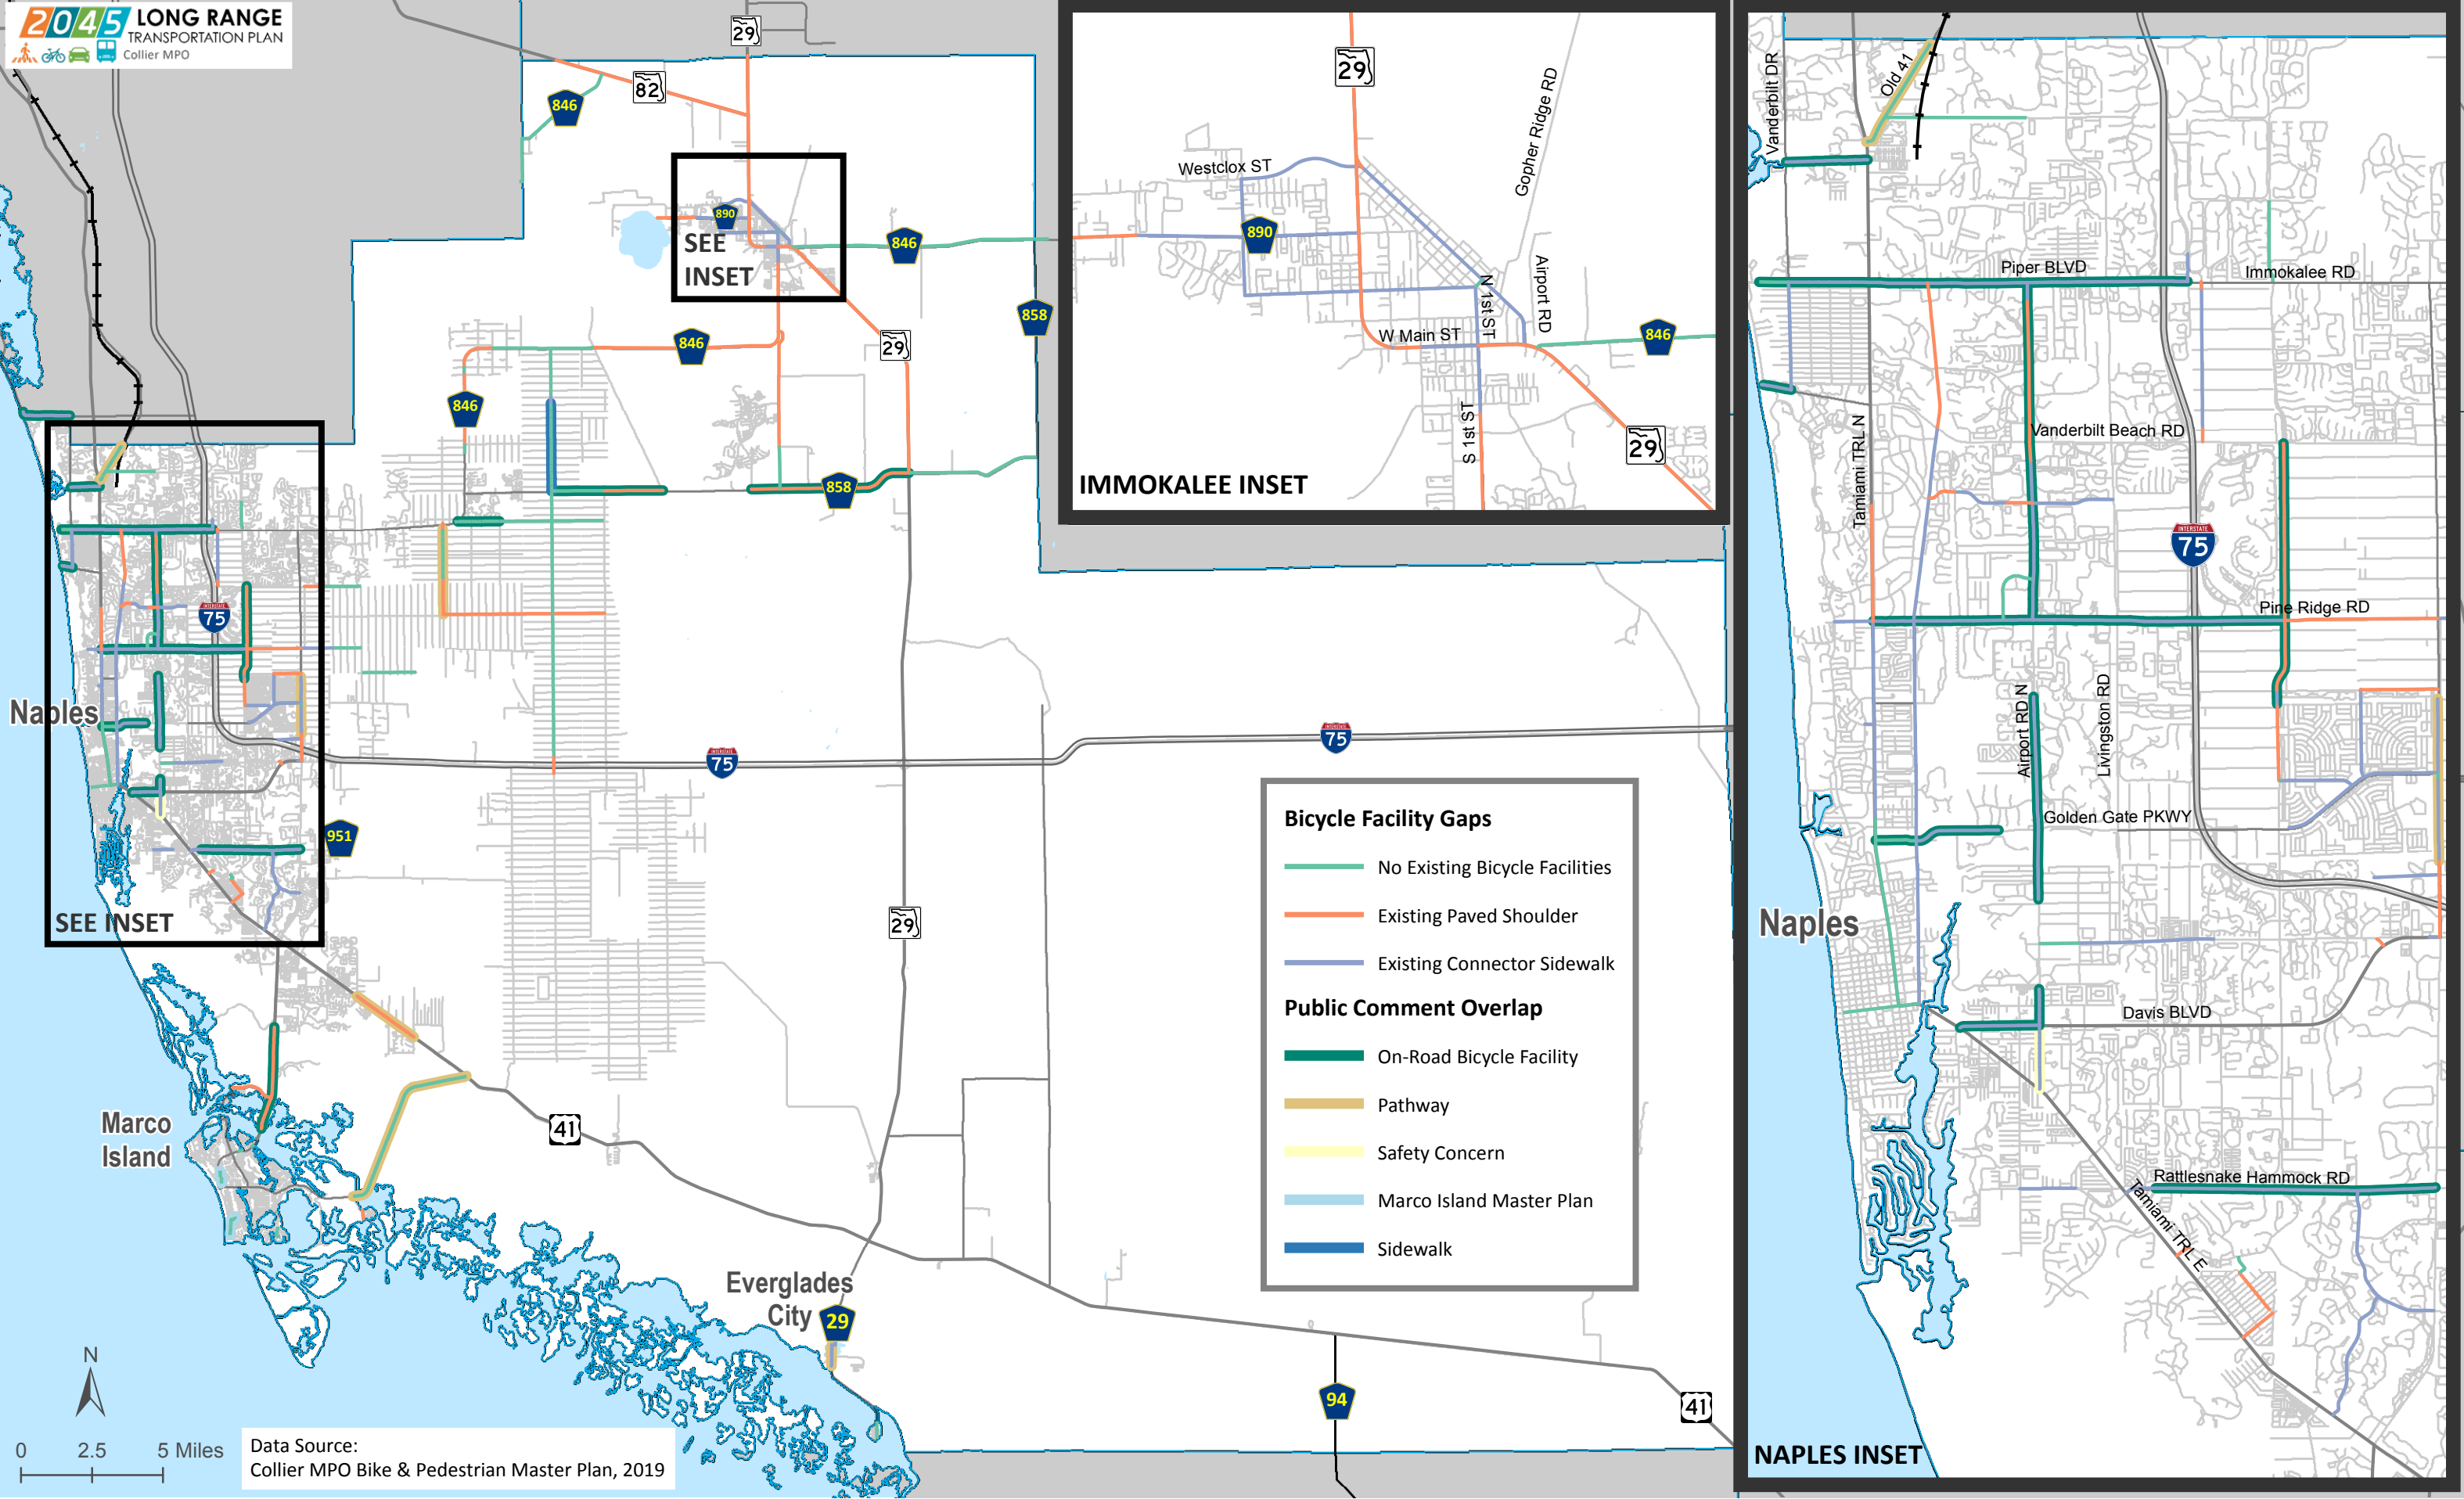 2045 LONG RANGE
TRANSPORTATION PLAN
Collier MPO
29
82
846
890
SEE
INSET
846
846
858
29
846
858
75
Naples
75
75
951
SEE INSET
29
Marco
Island
41
Everglades
City
29
94
41
N
0 2.5 5 Miles
Data Source:
Collier MPO Bike & Pedestrian Master Plan, 2019
Bicycle Facility Gaps
No Existing Bicycle Facilities
Existing Paved Shoulder
Existing Connector Sidewalk
Public Comment Overlap
On-Road Bicycle Facility
Pathway
Safety Concern
Marco Island Master Plan
Sidewalk
29
Gopher Ridge RD
Westclox ST
890
N 1st ST
Airport RD
W Main ST
846
S 1st ST
29
IMMOKALEE INSET
Vanderbilt DR
Old 41
Piper BLVD
Immokalee RD
Tamiami TRL N
Vanderbilt Beach RD
INTERSTATE
75
Pine Ridge RD
Airport RD N
Livingston RD
Golden Gate PKWY
Naples
Davis BLVD
Rattlesnake Hammock RD
Tamiami TRL E
NAPLES INSET